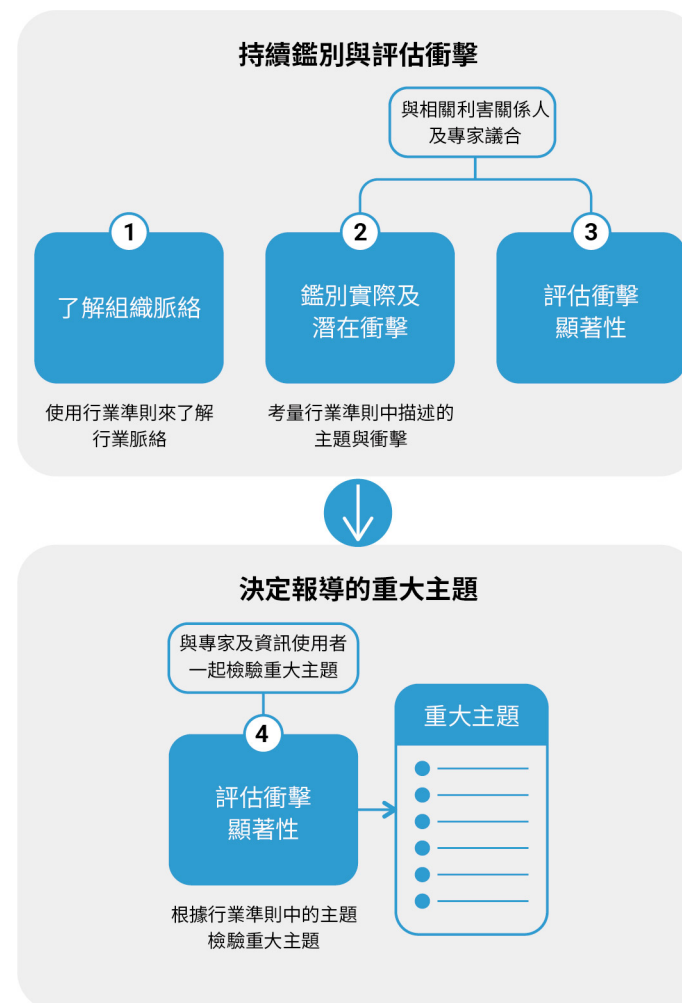 持續鑑別與評估衝擊
與相關利害關係人
及專家議合
1
了解組織脈絡
使用行業準則來了解
行業脈絡
2
鑑別實際及
潛在衝擊
考量行業準則中描述的
主題與衝擊
3
評估衝擊
顯著性
決定報導的重大主題
與專家及資訊使用者
一起檢驗重大主題
4
評估衝擊
顯著性
根據行業準則中的主題
檢驗重大主題
重大主題